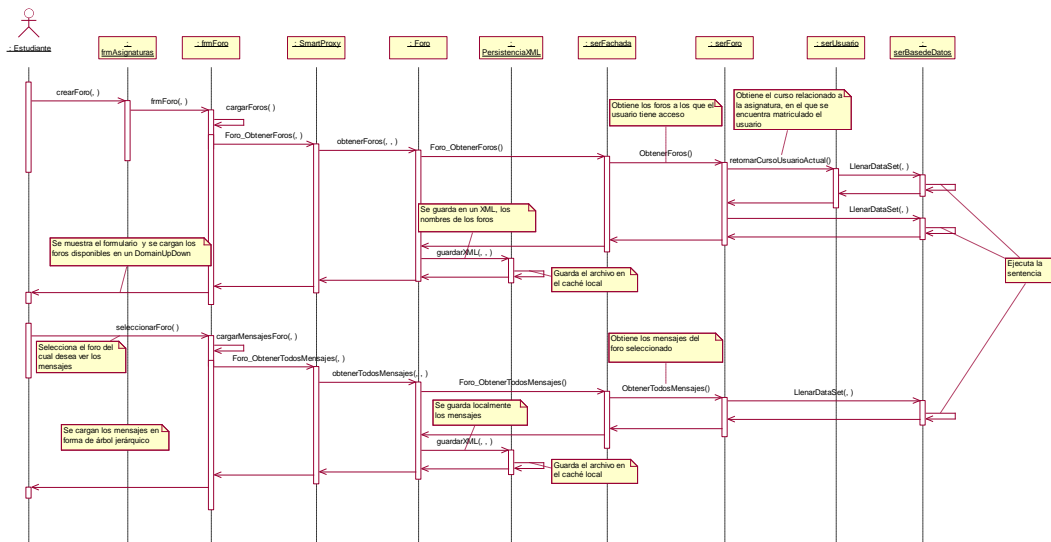 : Estudiante
:
frmAsignaturas
: frmForo
: SmartProxy
: Foro
:
PersistenciaXML
: serFachada
: serForo
: serUsuario
:
serBasedeDatos
crearForo(, )
frmForo(, )
cargarForos( )
Foro_ObtenerForos(, )
obtenerForos(, , )
Foro_ObtenerForos()
Obtiene los foros a los que el
usuario tiene acceso
ObtenerForos()
Obtiene el curso relacionado a
la asignatura, en el que se
encuentra matriculado el
usuario
retornarCursoUsuarioActual()
LlenarDataSet(, )
LlenarDataSet(, )
Se guarda en un XML, los
nombres de los foros
Se muestra el formulario y se cargan los
foros disponibles en un DomainUpDown
guardarXML(, , )
Guarda el archivo en
el caché local
Ejecuta la
sentencia
seleccionarForo( )
Selecciona el foro del
cual desea ver los
mensajes
cargarMensajesForo(, )
Foro_ObtenerTodosMensajes(, )
obtenerTodosMensajes(, , )
Foro_ObtenerTodosMensajes()
Obtiene los mensajes del
foro seleccionado
ObtenerTodosMensajes()
LlenarDataSet(, )
Se guarda localmente
los mensajes
Se cargan los mensajes en
forma de árbol jerárquico
guardarXML(, , )
Guarda el archivo en
el caché local